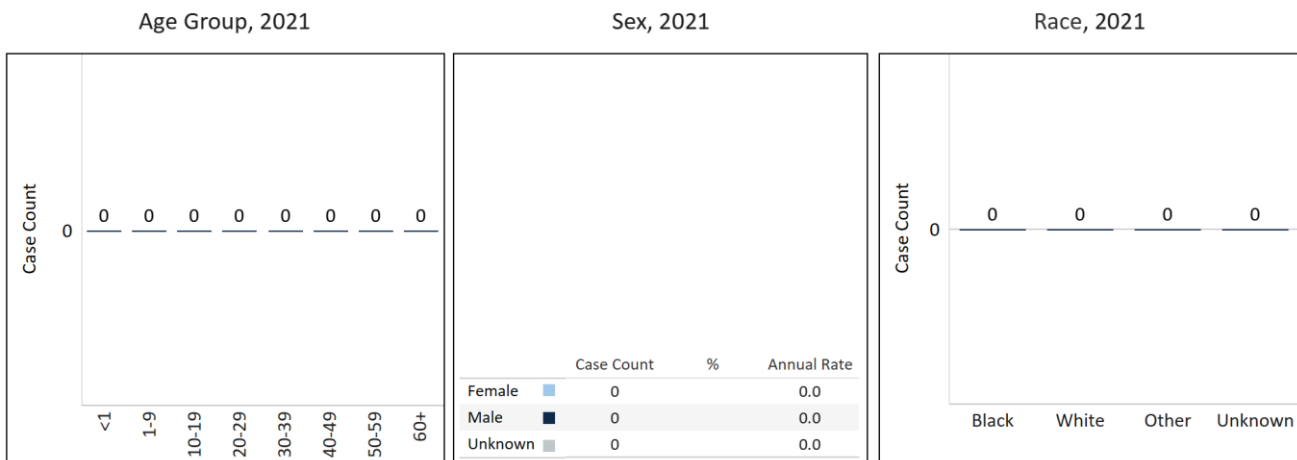 Age Group, 2021
Case Count
0
0 0 0 0 0 0 0 0
<1 1-9 10-19 20-29 30-39 40-49 50-59 60+
Sex, 2021
Case Count % Annual Rate
Female 0 0.0
Male 0 0.0
Unknown 0 0.0
Race, 2021
Case Count
0
0 0 0 0
Black White Other Unknown